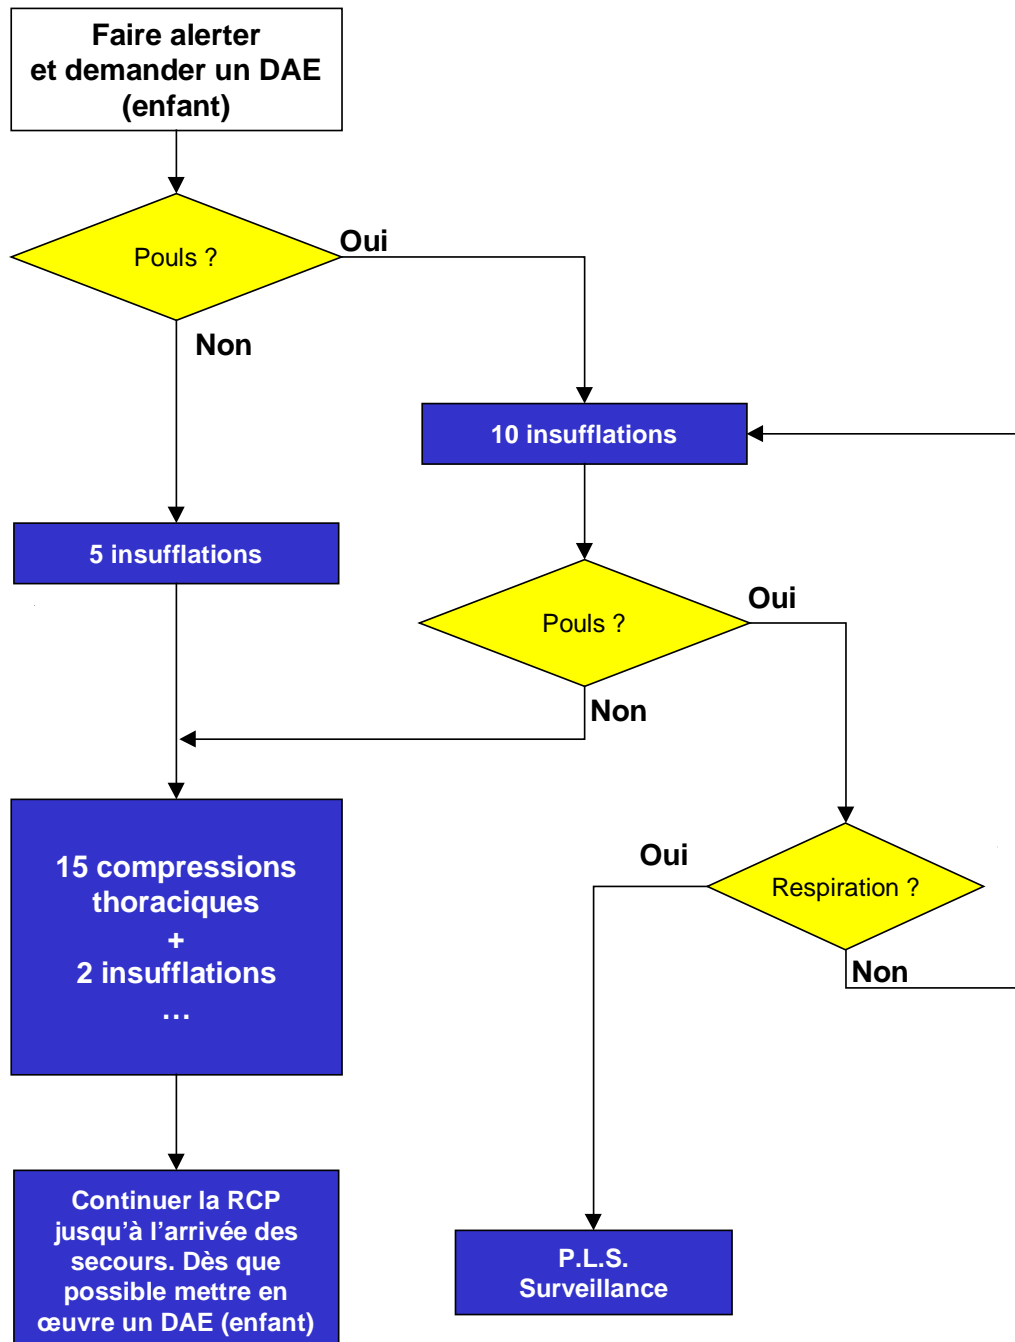 Faire alerter
et demander un DAE
(enfant)
Pouls ?
Oui
Non
10 insufflations
5 insufflations
Pouls ?
Oui
Non
15 compressions
thoraciques
+
2 insufflations
…
Oui
Respiration ?
Non
Continuer la RCP
jusqu’à l’arrivée des
secours. Dès que
possible mettre en
œuvre un DAE (enfant)
P.L.S.
Surveillance